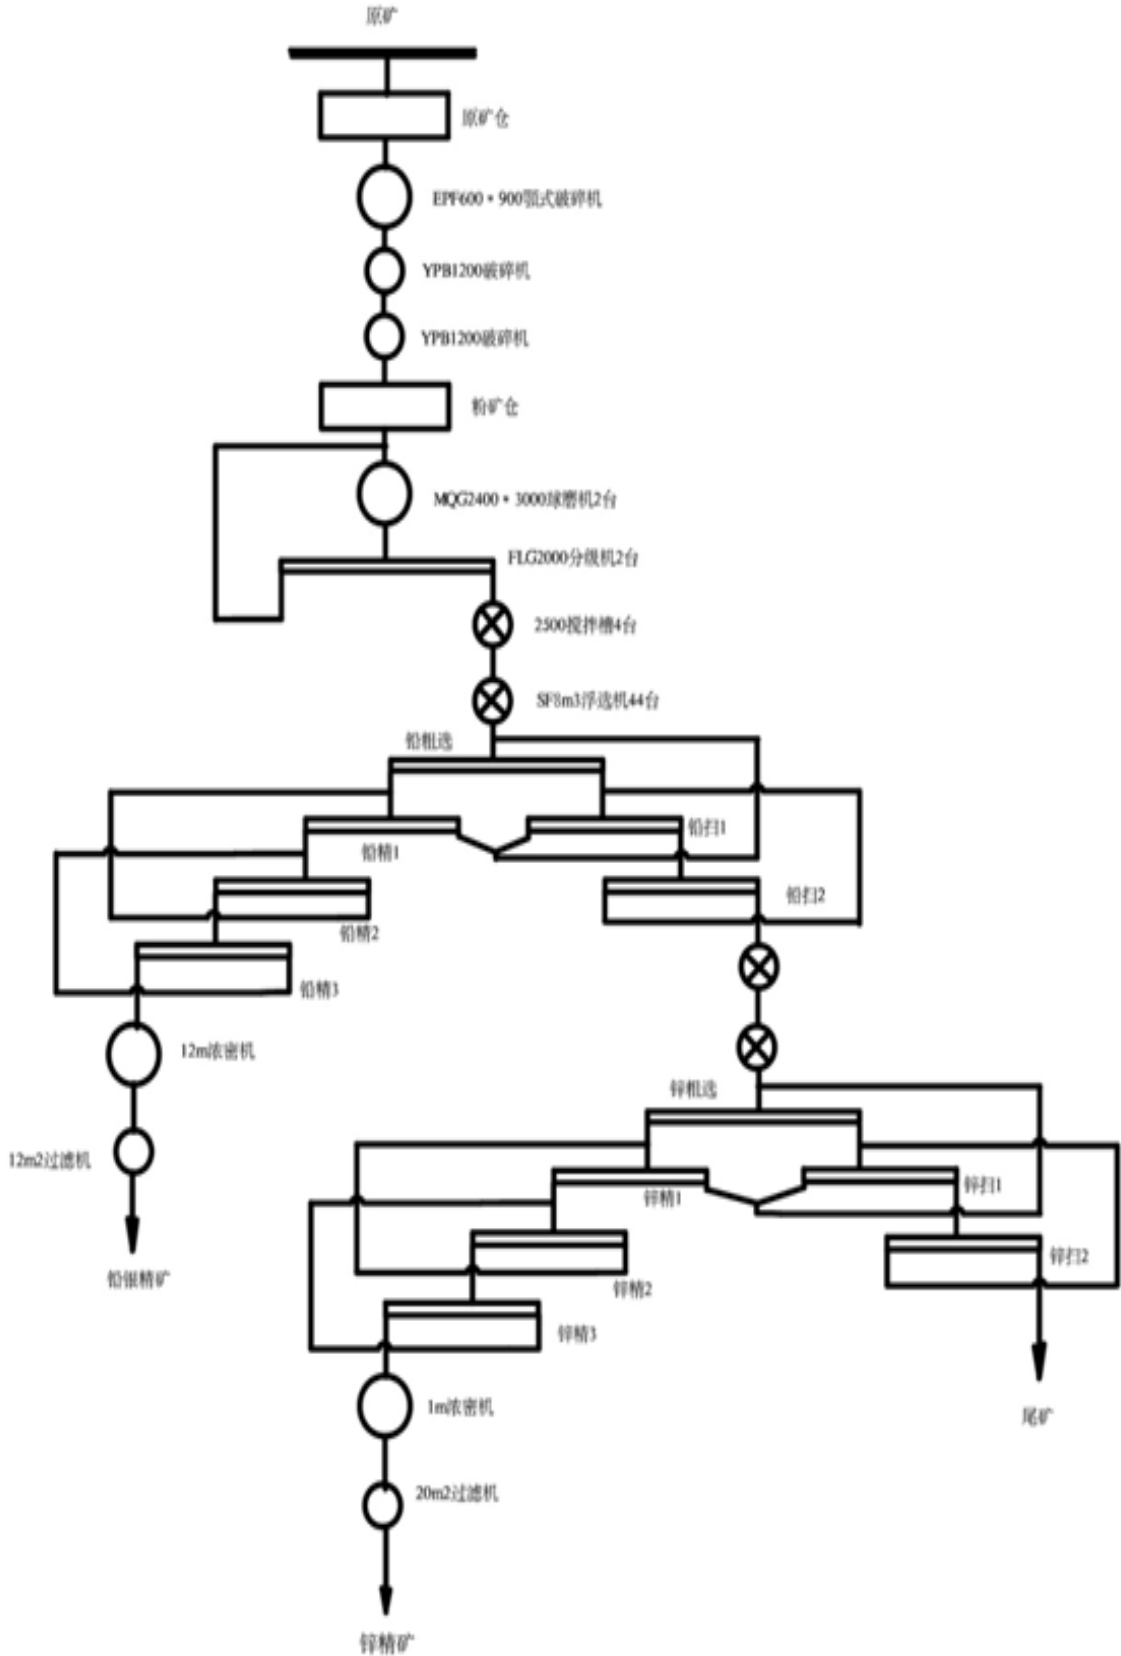 原矿
原矿仓
EPF600*900颚式破碎机
YPB1200破碎机
YPB1200破碎机
粉矿仓
MQG2400*3000球磨机2台
FLG2000分级机2台
2500搅拌槽4台
SF8m3浮选机44台
铅粗选
铅扫1
铅精1
铅扫2
铅精2
铅精3
12m浓密机
锌粗选
12m2过滤机
锌扫1
锌精1
锌扫2
铅银精矿
锌精2
锌精3
1m浓密机
尾矿
20m2过滤机
锌精矿